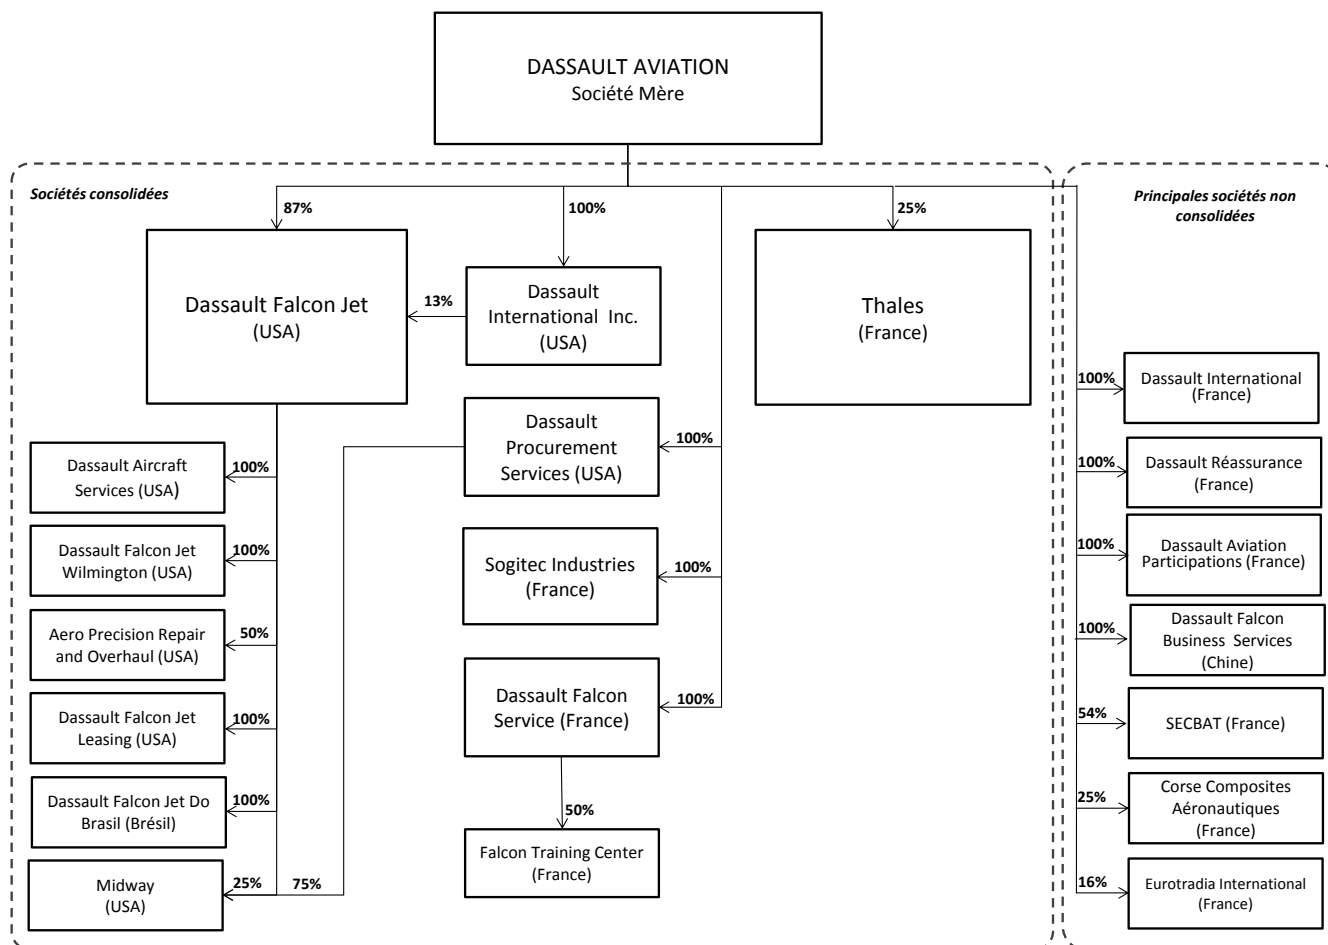 DASSAULT AVIATION
Société Mère
Sociétés consolidées
Principales sociétés non
consolidées
87%
100%
25%
Dassault Falcon Jet
(USA)
13%
Dassault
International Inc.
(USA)
Thales
(France)
100%
Dassault International
(France)
Dassault
Procurement
Services (USA)
100%
Dassault Aircraft
Services (USA)
100%
100%
Dassault Réassurance
(France)
Dassault Falcon Jet
Wilmington (USA)
100%
Sogitec Industries
(France)
100%
100%
Dassault Aviation
Participations (France)
Aero Precision Repair
and Overhaul (USA)
50%
100%
Dassault Falcon
Business Services
(Chine)
Dassault Falcon
Service (France)
100%
Dassault Falcon Jet
Leasing (USA)
100%
54%
SECBAT (France)
Dassault Falcon Jet Do
Brasil (Brésil)
100%
50%
25%
Corse Composites
Aéronautiques
(France)
Falcon Training Center
(France)
Midway
(USA)
25%
75%
16%
Eurotradia International
(France)